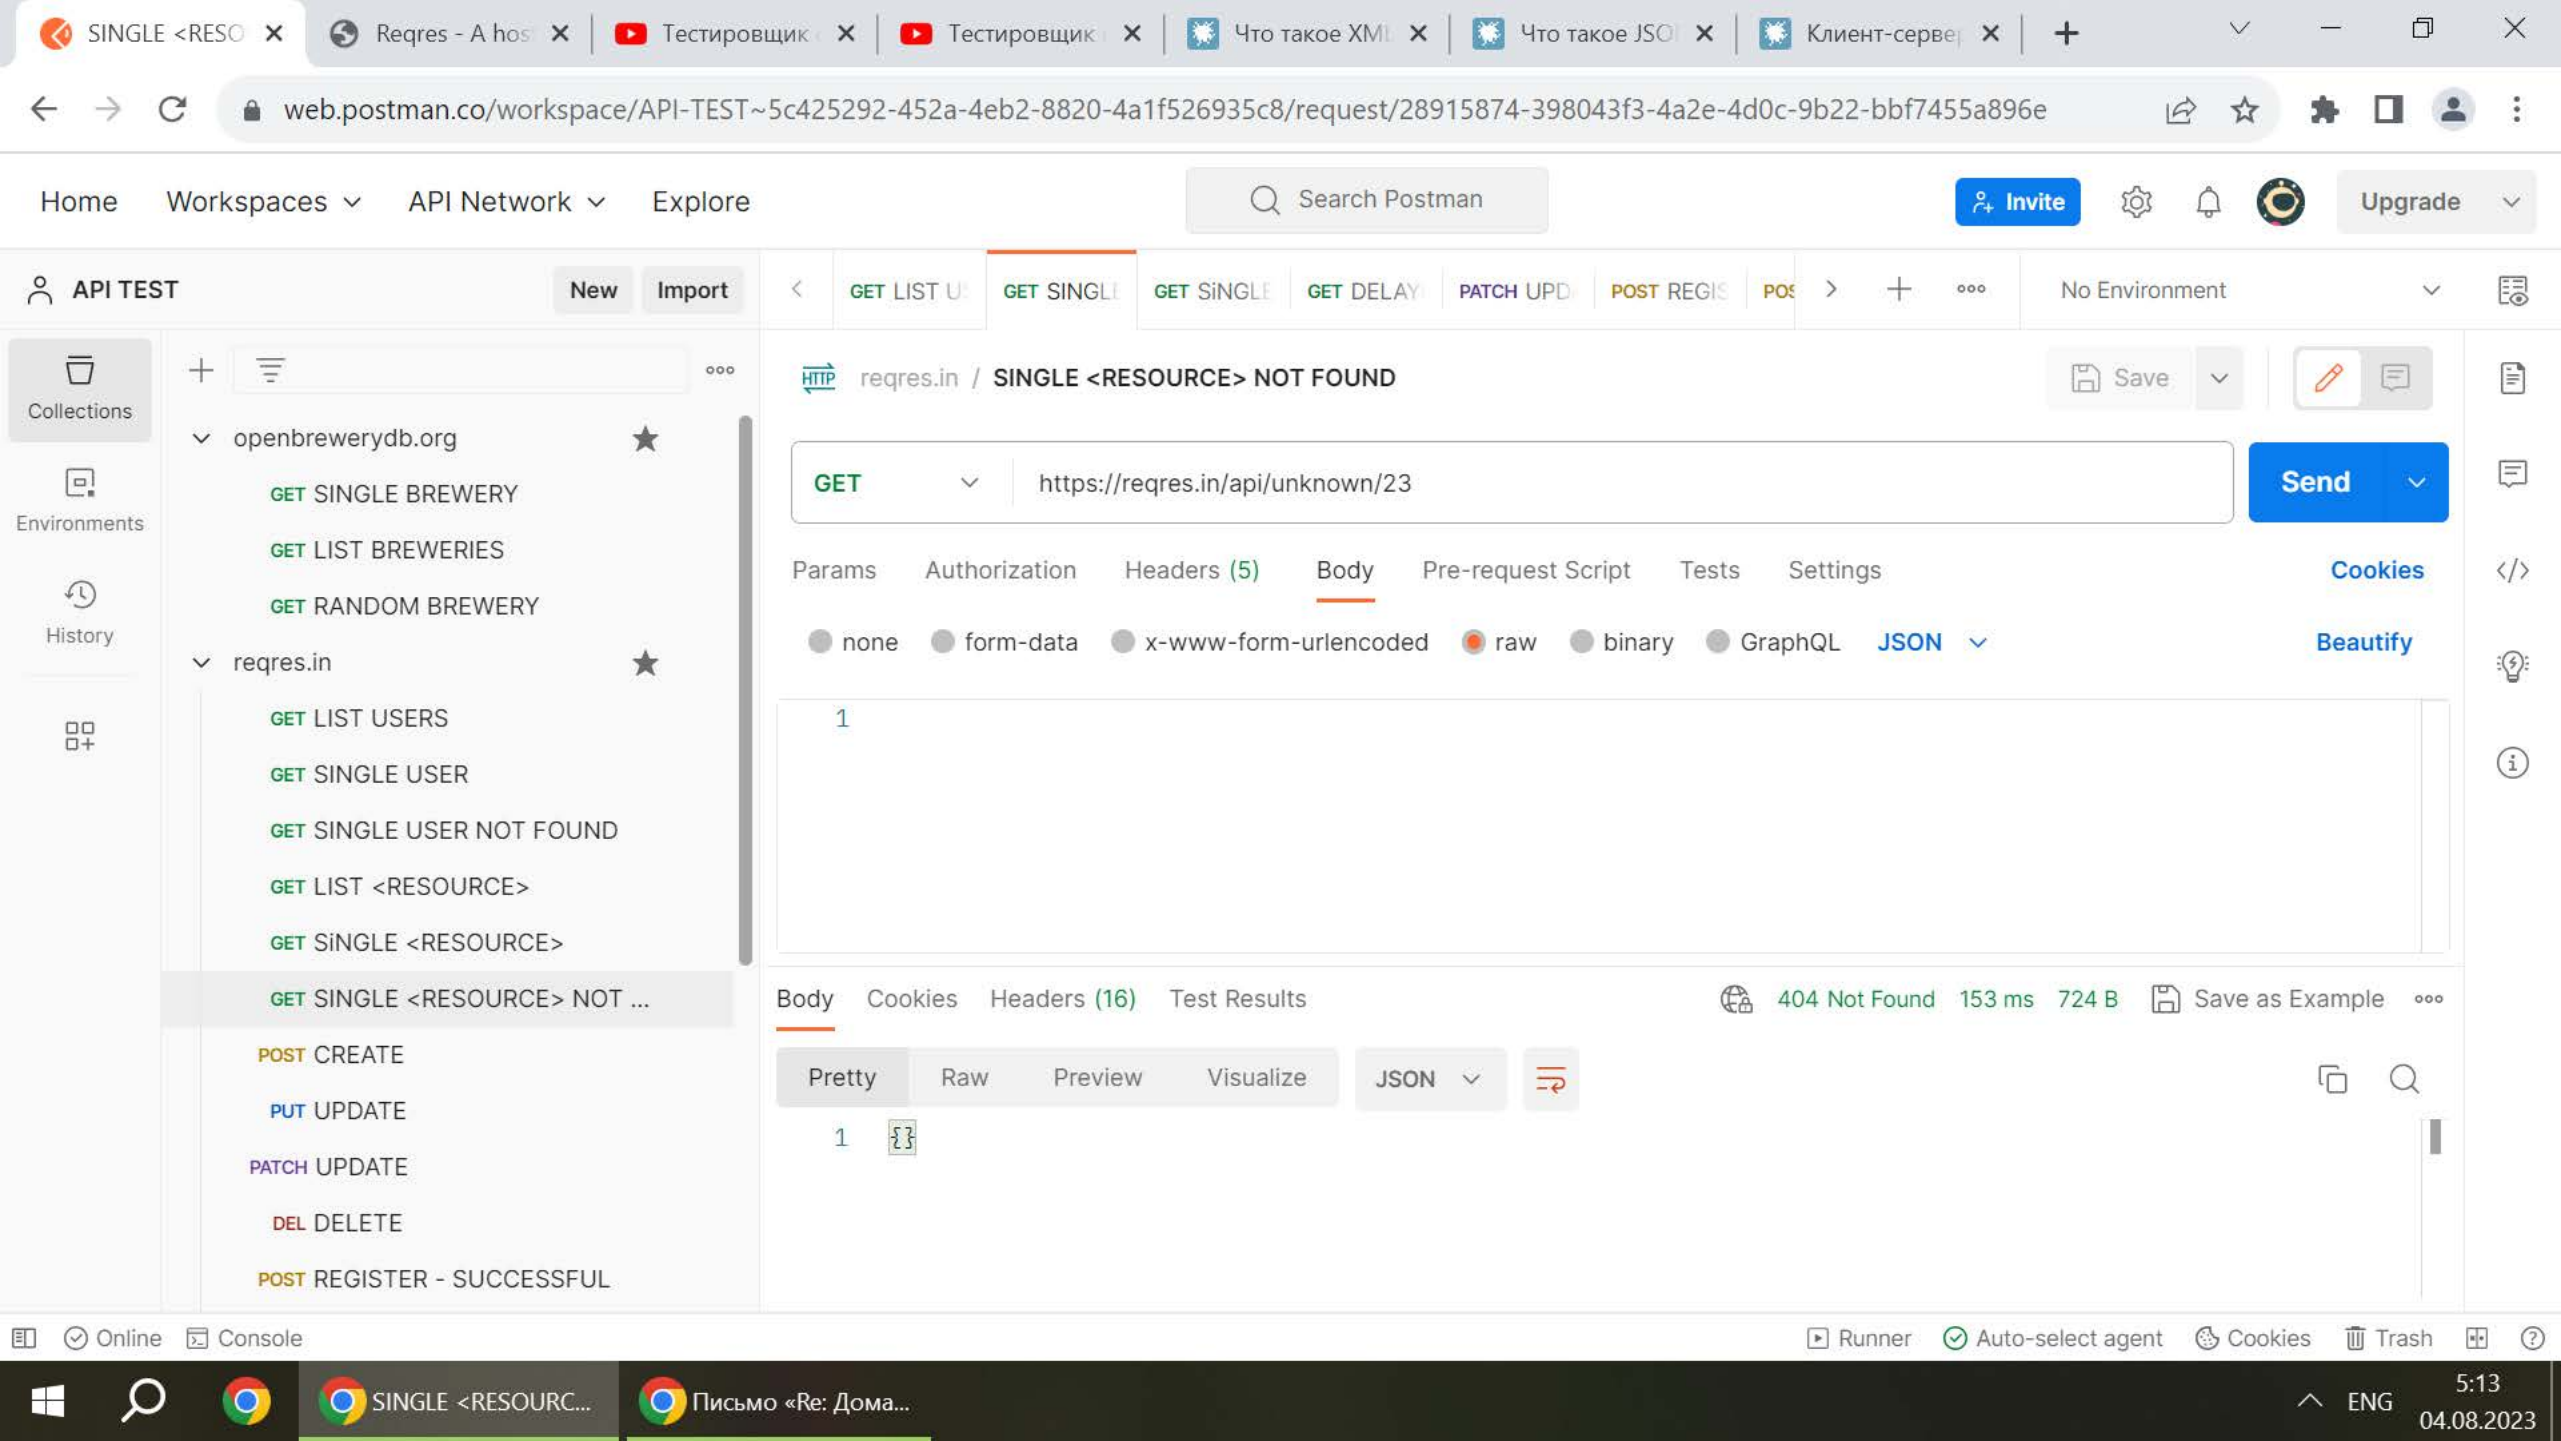 SINGLE <RESO
Reqres - A hos
Тестировщик
Тестировщик
Что такое XML
Что такое JSO
Клиент-сервер
web.postman.co/workspace/API-TEST~5c425292-452a-4eb2-8820-4a1f526935c8/request/28915874-398043f3-4a2e-4d0c-9b22-bbf7455a896e
Home
Workspaces
API Network
Explore
Search Postman
Invite
Upgrade
API TEST
New
Import
GET LIST U
GET SINGLE
GET SiNGLE
GET DELAY
PATCH UPD
POST REGIS
POS
No Environment
Collections
Environments
History
openbrewerydb.org
GET SINGLE BREWERY
GET LIST BREWERIES
GET RANDOM BREWERY
reqres.in
GET LIST USERS
GET SINGLE USER
GET SINGLE USER NOT FOUND
GET LIST <RESOURCE>
GET SiNGLE <RESOURCE>
GET SINGLE <RESOURCE> NOT ...
POST CREATE
PUT UPDATE
PATCH UPDATE
DEL DELETE
POST REGISTER - SUCCESSFUL
HTTP
reqres.in / SINGLE <RESOURCE> NOT FOUND
Save
GET
https://reqres.in/api/unknown/23
Send
Params
Authorization
Headers (5)
Body
Pre-request Script
Tests
Settings
Cookies
none
form-data
x-www-form-urlencoded
raw
binary
GraphQL
JSON
Beautify
1
Body
Cookies
Headers (16)
Test Results
404 Not Found
153 ms
724 B
Save as Example
Pretty
Raw
Preview
Visualize
JSON
1 {}
Online
Console
Runner
Auto-select agent
Cookies
Trash
SINGLE <RESOURC...
Письмо «Re: Дома...
ENG
5:13
04.08.2023